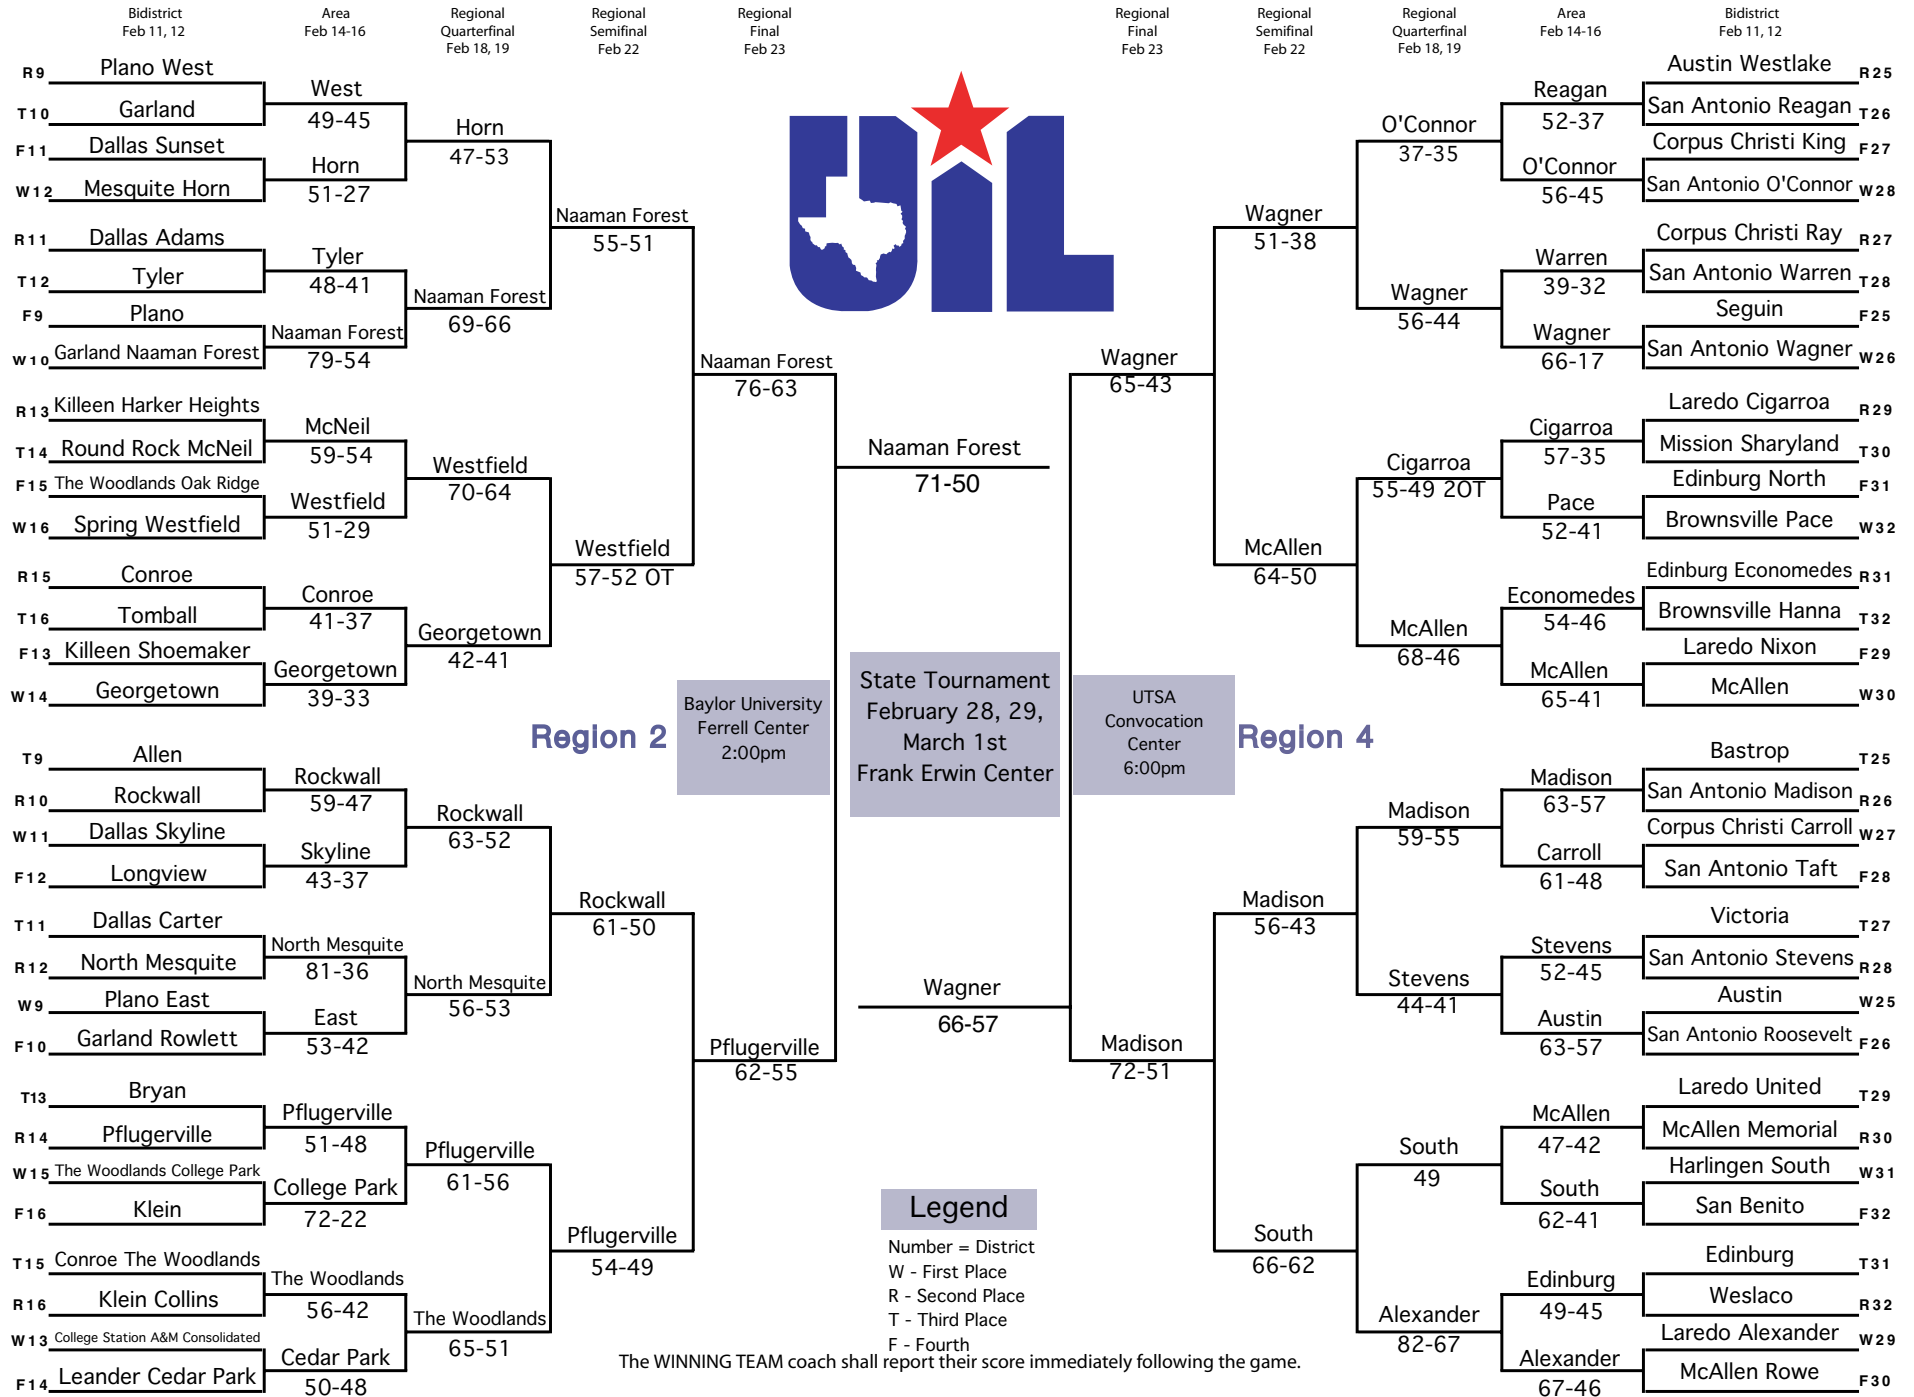 Bidistrict
Feb 11, 12
Area
Feb 14-16
Regional
Quarterfinal
Feb 18, 19
Regional
Semifinal
Feb 22
Regional
Final
Feb 23
Regional
Final
Feb 23
Regional
Semifinal
Feb 22
Regional
Quarterfinal
Feb 18, 19
Area
Feb 14-16
Bidistrict
Feb 11, 12
R9 Plano West
T10 Garland
F11 Dallas Sunset
W12 Mesquite Horn
R11 Dallas Adams
T12 Tyler
F9 Plano
W10 Garland Naaman Forest
R13 Killeen Harker Heights
T14 Round Rock McNeil
F15 The Woodlands Oak Ridge
W16 Spring Westfield
R15 Conroe
T16 Tomball
F13 Killeen Shoemaker
W14 Georgetown
T9 Allen
R10 Rockwall
W11 Dallas Skyline
F12 Longview
T11 Dallas Carter
R12 North Mesquite
W9 Plano East
F10 Garland Rowlett
T13 Bryan
R14 Pflugerville
W15 The Woodlands College Park
F16 Klein
T15 Conroe The Woodlands
R16 Klein Collins
W13 College Station A&M Consolidated
F14 Leander Cedar Park
West
49-45
Horn
51-27
Tyler
48-41
Naaman Forest
79-54
McNeil
59-54
Westfield
51-29
Conroe
41-37
Georgetown
39-33
Rockwall
59-47
Skyline
43-37
North Mesquite
81-36
East
53-42
Pflugerville
51-48
College Park
72-22
The Woodlands
56-42
Cedar Park
50-48
Horn
47-53
Naaman Forest
69-66
Westfield
70-64
Georgetown
42-41
Rockwall
63-52
North Mesquite
56-53
Pflugerville
61-56
The Woodlands
65-51
Naaman Forest
55-51
Westfield
57-52 OT
Rockwall
61-50
Pflugerville
54-49
Naaman Forest
76-63
Pflugerville
62-55
Region 2
Baylor University
Ferrell Center
2:00pm
UIL
Naaman Forest
71-50
State Tournament
February 28, 29,
March 1st
Frank Erwin Center
Wagner
66-57
Legend
Number = District
W - First Place
R - Second Place
T - Third Place
F - Fourth
The WINNING TEAM coach shall report their score immediately following the game.
UTSA
Convocation
Center
6:00pm
Region 4
Wagner
65-43
Madison
72-51
Wagner
51-38
McAllen
64-50
Madison
56-43
South
66-62
O'Connor
37-35
Wagner
56-44
Cigarroa
55-49 2OT
McAllen
68-46
Madison
59-55
Stevens
44-41
South
49
Alexander
82-67
Reagan
52-37
O'Connor
56-45
Warren
39-32
Wagner
66-17
Cigarroa
57-35
Pace
52-41
Economedes
54-46
McAllen
65-41
Madison
63-57
Carroll
61-48
Stevens
52-45
Austin
63-57
McAllen
47-42
South
62-41
Edinburg
49-45
Alexander
67-46
Austin Westlake R25
San Antonio Reagan T26
Corpus Christi King F27
San Antonio O'Connor W28
Corpus Christi Ray R27
San Antonio Warren T28
Seguin F25
San Antonio Wagner W26
Laredo Cigarroa R29
Mission Sharyland T30
Edinburg North F31
Brownsville Pace W32
Edinburg Economedes R31
Brownsville Hanna T32
Laredo Nixon F29
McAllen W30
Bastrop T25
San Antonio Madison R26
Corpus Christi Carroll W27
San Antonio Taft F28
Victoria T27
San Antonio Stevens R28
Austin W25
San Antonio Roosevelt F26
Laredo United T29
McAllen Memorial R30
Harlingen South W31
San Benito F32
Edinburg T31
Weslaco R32
Laredo Alexander W29
McAllen Rowe F30